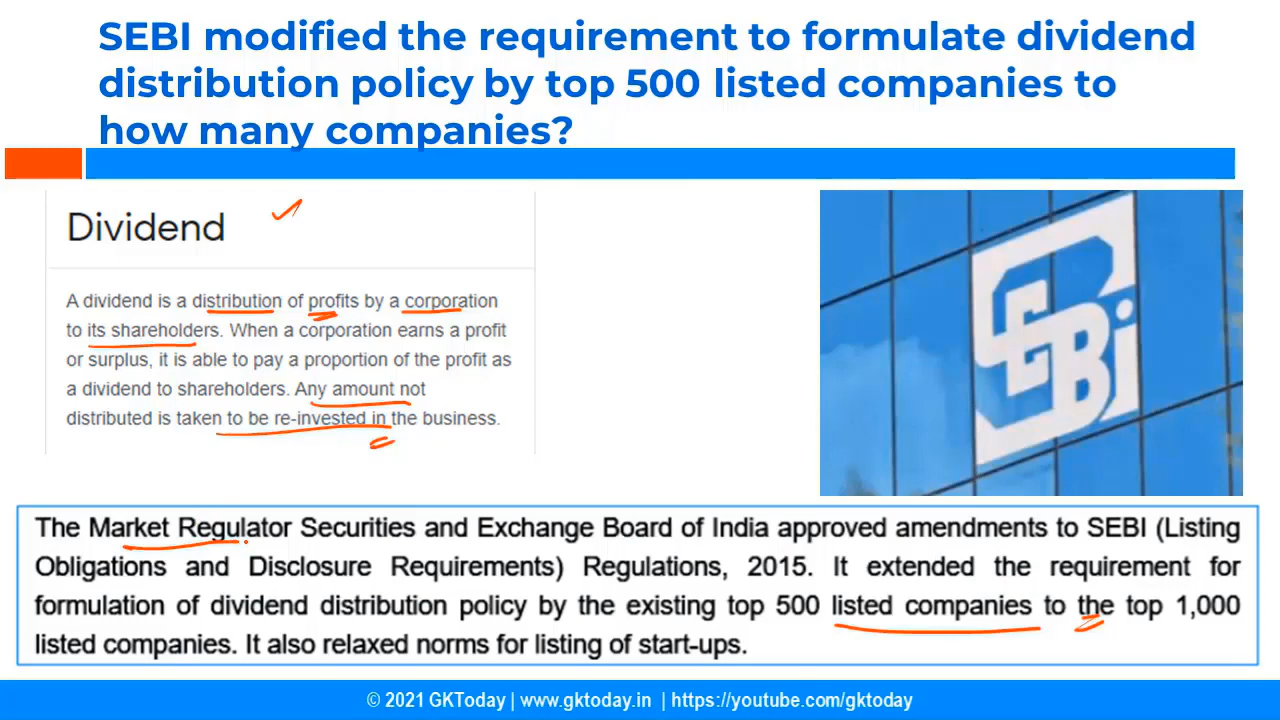 SEBI modified the requirement to formulate dividend
distribution policy by top 500 listed companies to
how many companies?
Dividend
A dividend is a distribution of profits by a corporation
to its shareholders. When a corporation earns a profit
or surplus, it is able to pay a proportion of the profit as
a dividend to shareholders. Any amount not
distributed is taken to be re-invested in the business.
SEBi
The Market Regulator Securities and Exchange Board of India approved amendments to SEBI (Listing
Obligations and Disclosure Requirements) Regulations, 2015. It extended the requirement for
formulation of dividend distribution policy by the existing top 500 listed companies to the top 1,000
listed companies. It also relaxed norms for listing of start-ups.
© 2021 GKToday | www.gktoday.in | https://youtube.com/gktoday